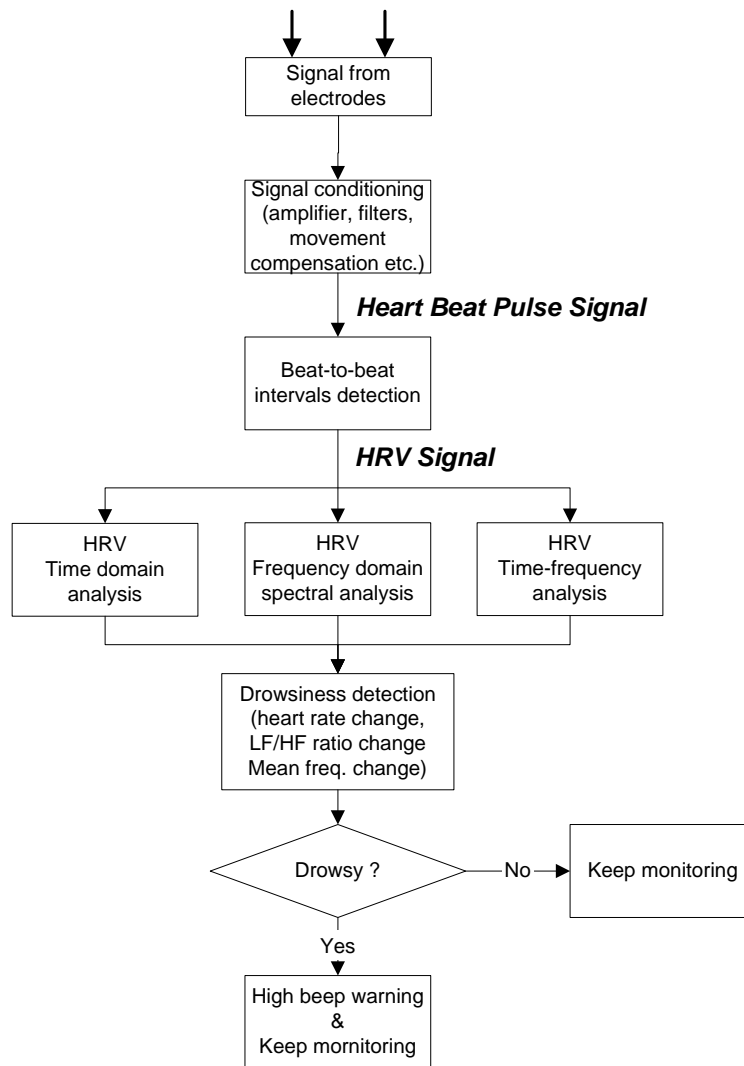 Signal from
electrodes
Signal conditioning
(amplifier, filters,
movement
compensation etc.)
Heart Beat Pulse Signal
Beat-to-beat
intervals detection
HRV Signal
HRV
Time domain
analysis
HRV
Frequency domain
spectral analysis
HRV
Time-frequency
analysis
Drowsiness detection
(heart rate change,
LF/HF ratio change
Mean freq. change)
Drowsy ?
No
Keep monitoring
Yes
High beep warning
&
Keep mornitoring